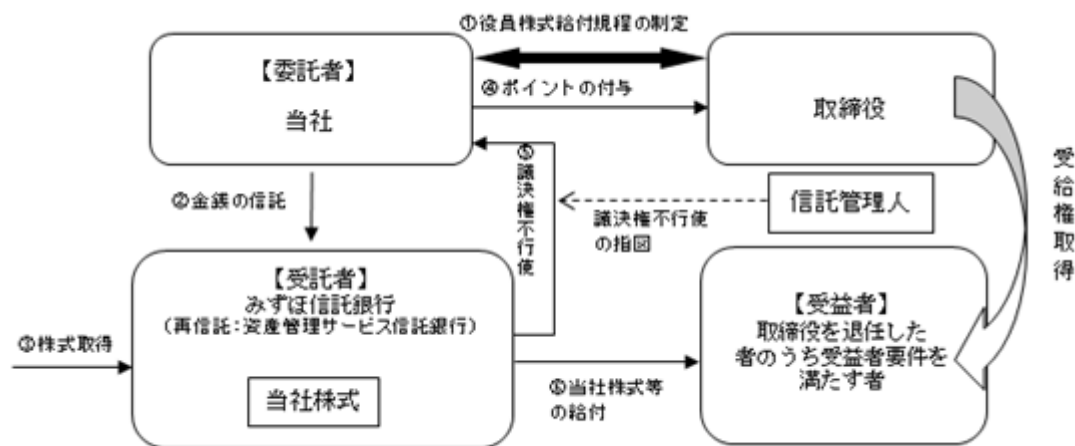 ①役員株式給付規程の制定
【委託者】
当社
④ポイントの付与
取締役
②金銭の信託
⑤議決権不行使
議決権不行使
の指図
信託管理人
受給権取得
【受託者】
みずほ信託銀行
（再信託：資産管理サービス信託銀行）
当社株式
③株式取得
⑥当社株式等
の給付
【受益者】
取締役を退任した
者のうち受益者要件を
満たす者